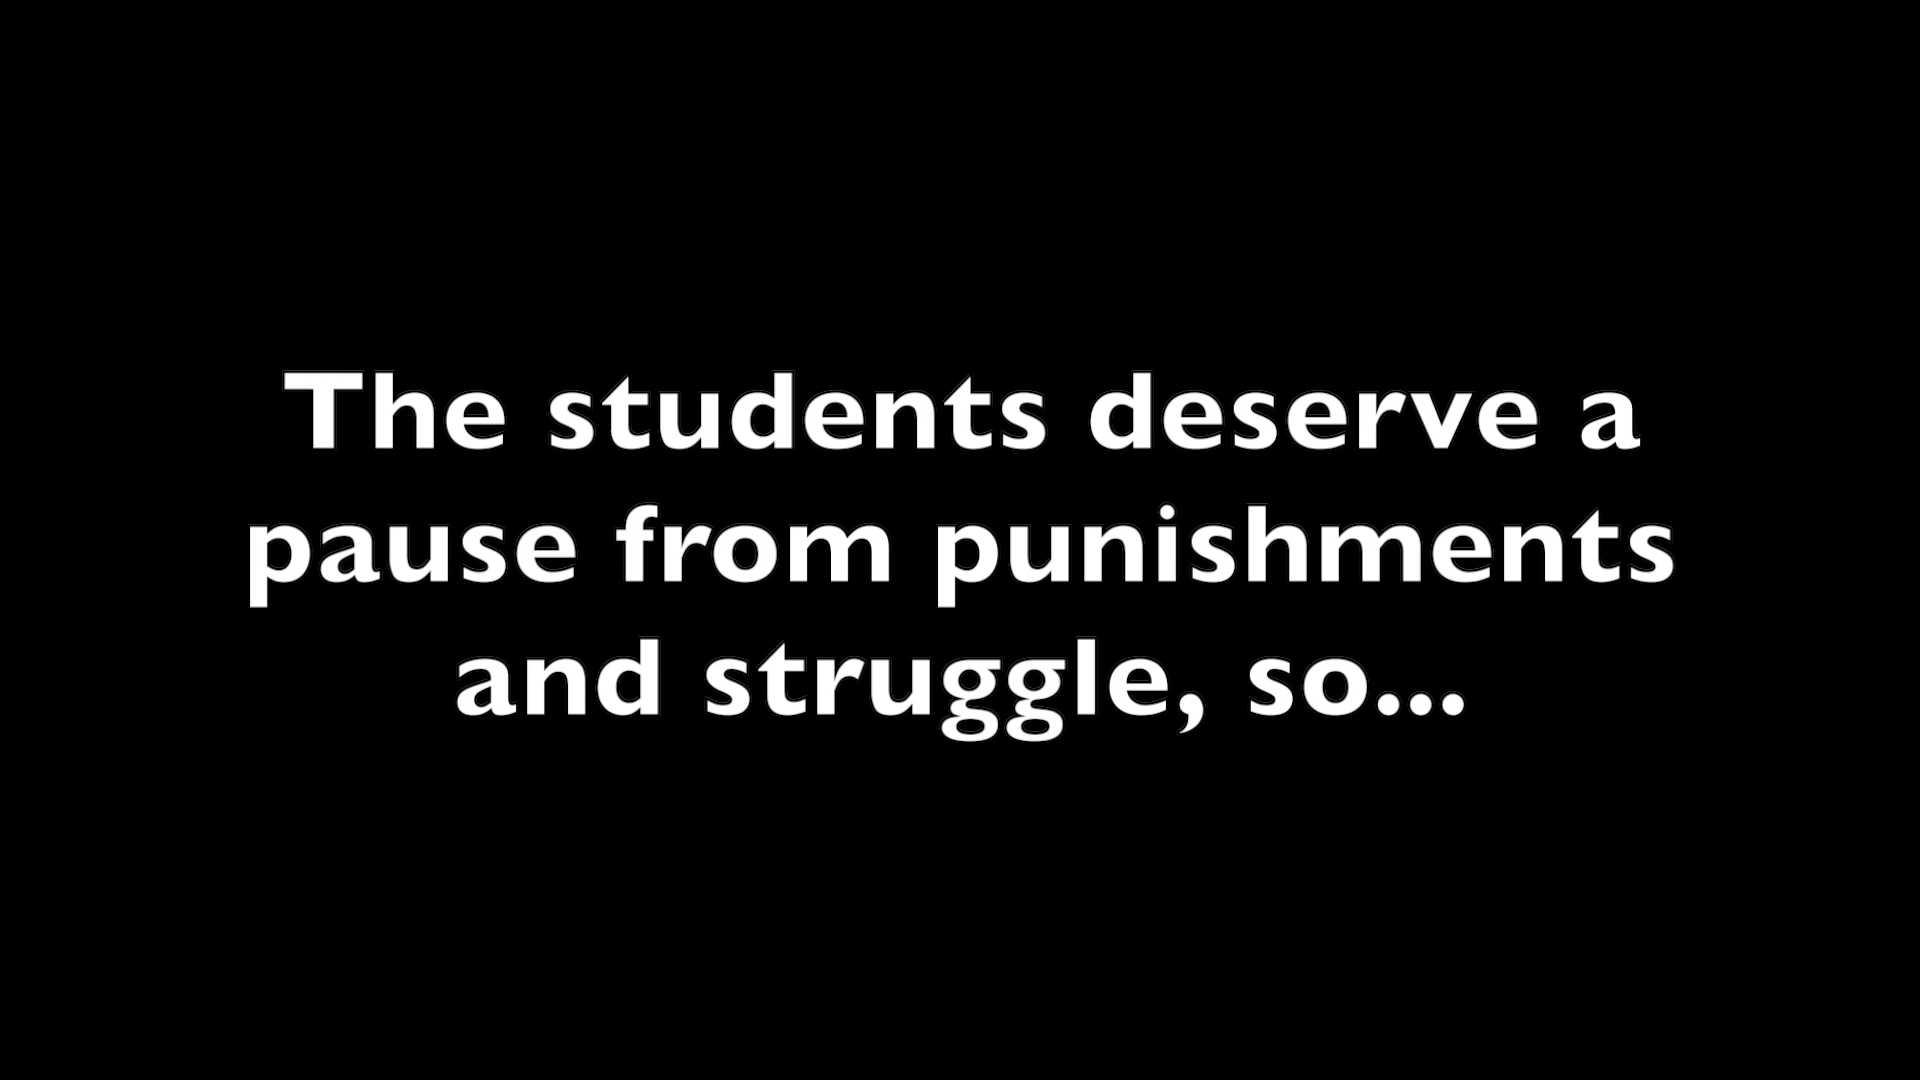 The students deserve a
pause from punishments
and struggle, so...